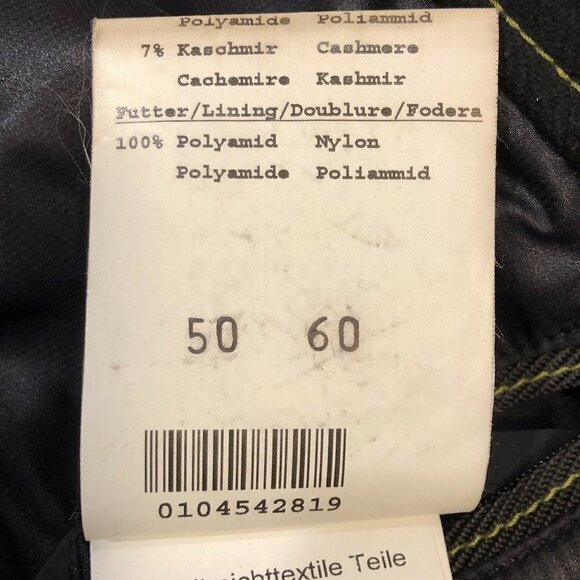 Polyamide Poliammid
7% Kaschmir Cashmere
Cachemire Kashmir
Futter/Lining/Doublure/Fodera
100% Polyamid Nylon
Polyamide Poliammid
50 60
0104542819
Teile